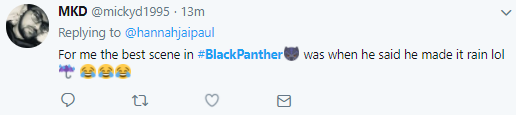 MKD @mickyd1995 · 13m
Replying to @hannahjaipaul
For me the best scene in #BlackPanther was when he said he made it rain lol
☔ 😂😂😂